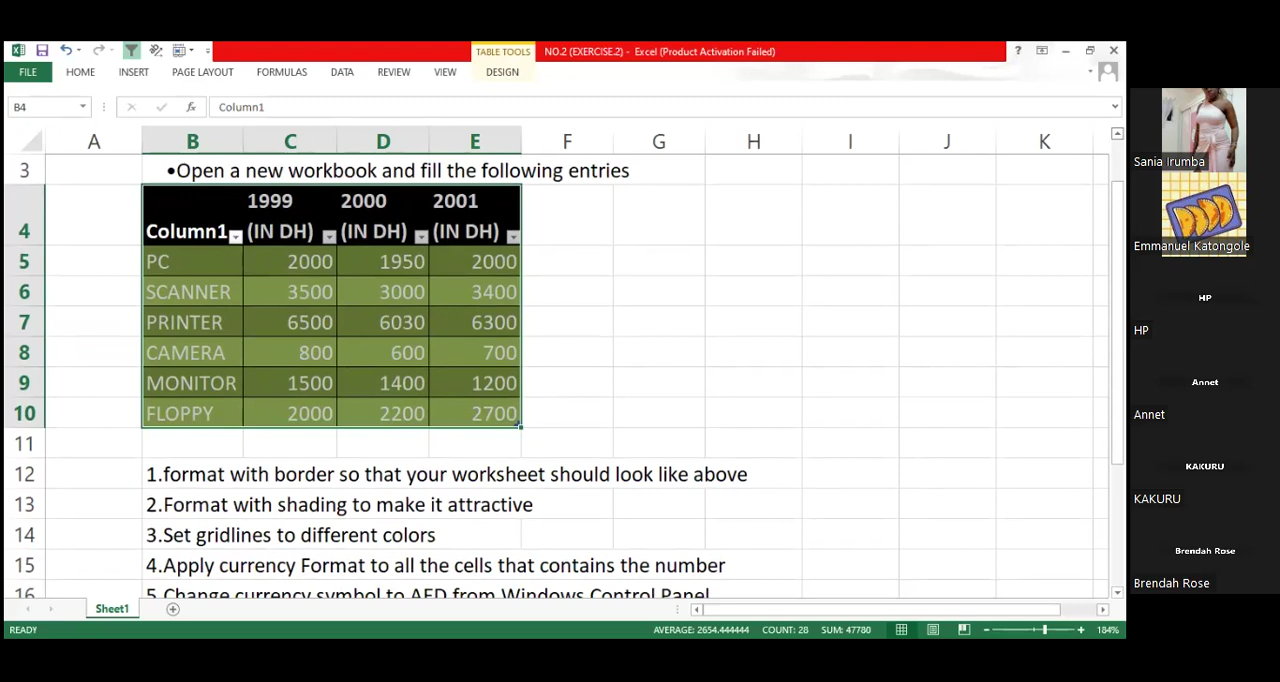 TABLE TOOLS
NO.2 (EXERCISE.2) - Excel (Product Activation Failed)
?
FILE HOME INSERT PAGE LAYOUT FORMULAS DATA REVIEW VIEW DESIGN
B4 fx Column1
A B C D E F G H I J K
3 •Open a new workbook and fill the following entries
1999 2000 2001
4 Column1 (IN DH) (IN DH) (IN DH)
5 PC 2000 1950 2000
6 SCANNER 3500 3000 3400
7 PRINTER 6500 6030 6300
8 CAMERA 800 600 700
9 MONITOR 1500 1400 1200
10 FLOPPY 2000 2200 2700
11
12 1.format with border so that your worksheet should look like above
13 2.Format with shading to make it attractive
14 3.Set gridlines to different colors
15 4.Apply currency Format to all the cells that contains the number
16 5.Change currency symbol to AED from Windows Control Panel
Sheet1
READY AVERAGE: 2654.444444 COUNT: 28 SUM: 47780 184%
Sania Irumba
Emmanuel Katongole
HP
HP
Annet
Annet
KAKURU
KAKURU
Brendah Rose
Brendah Rose